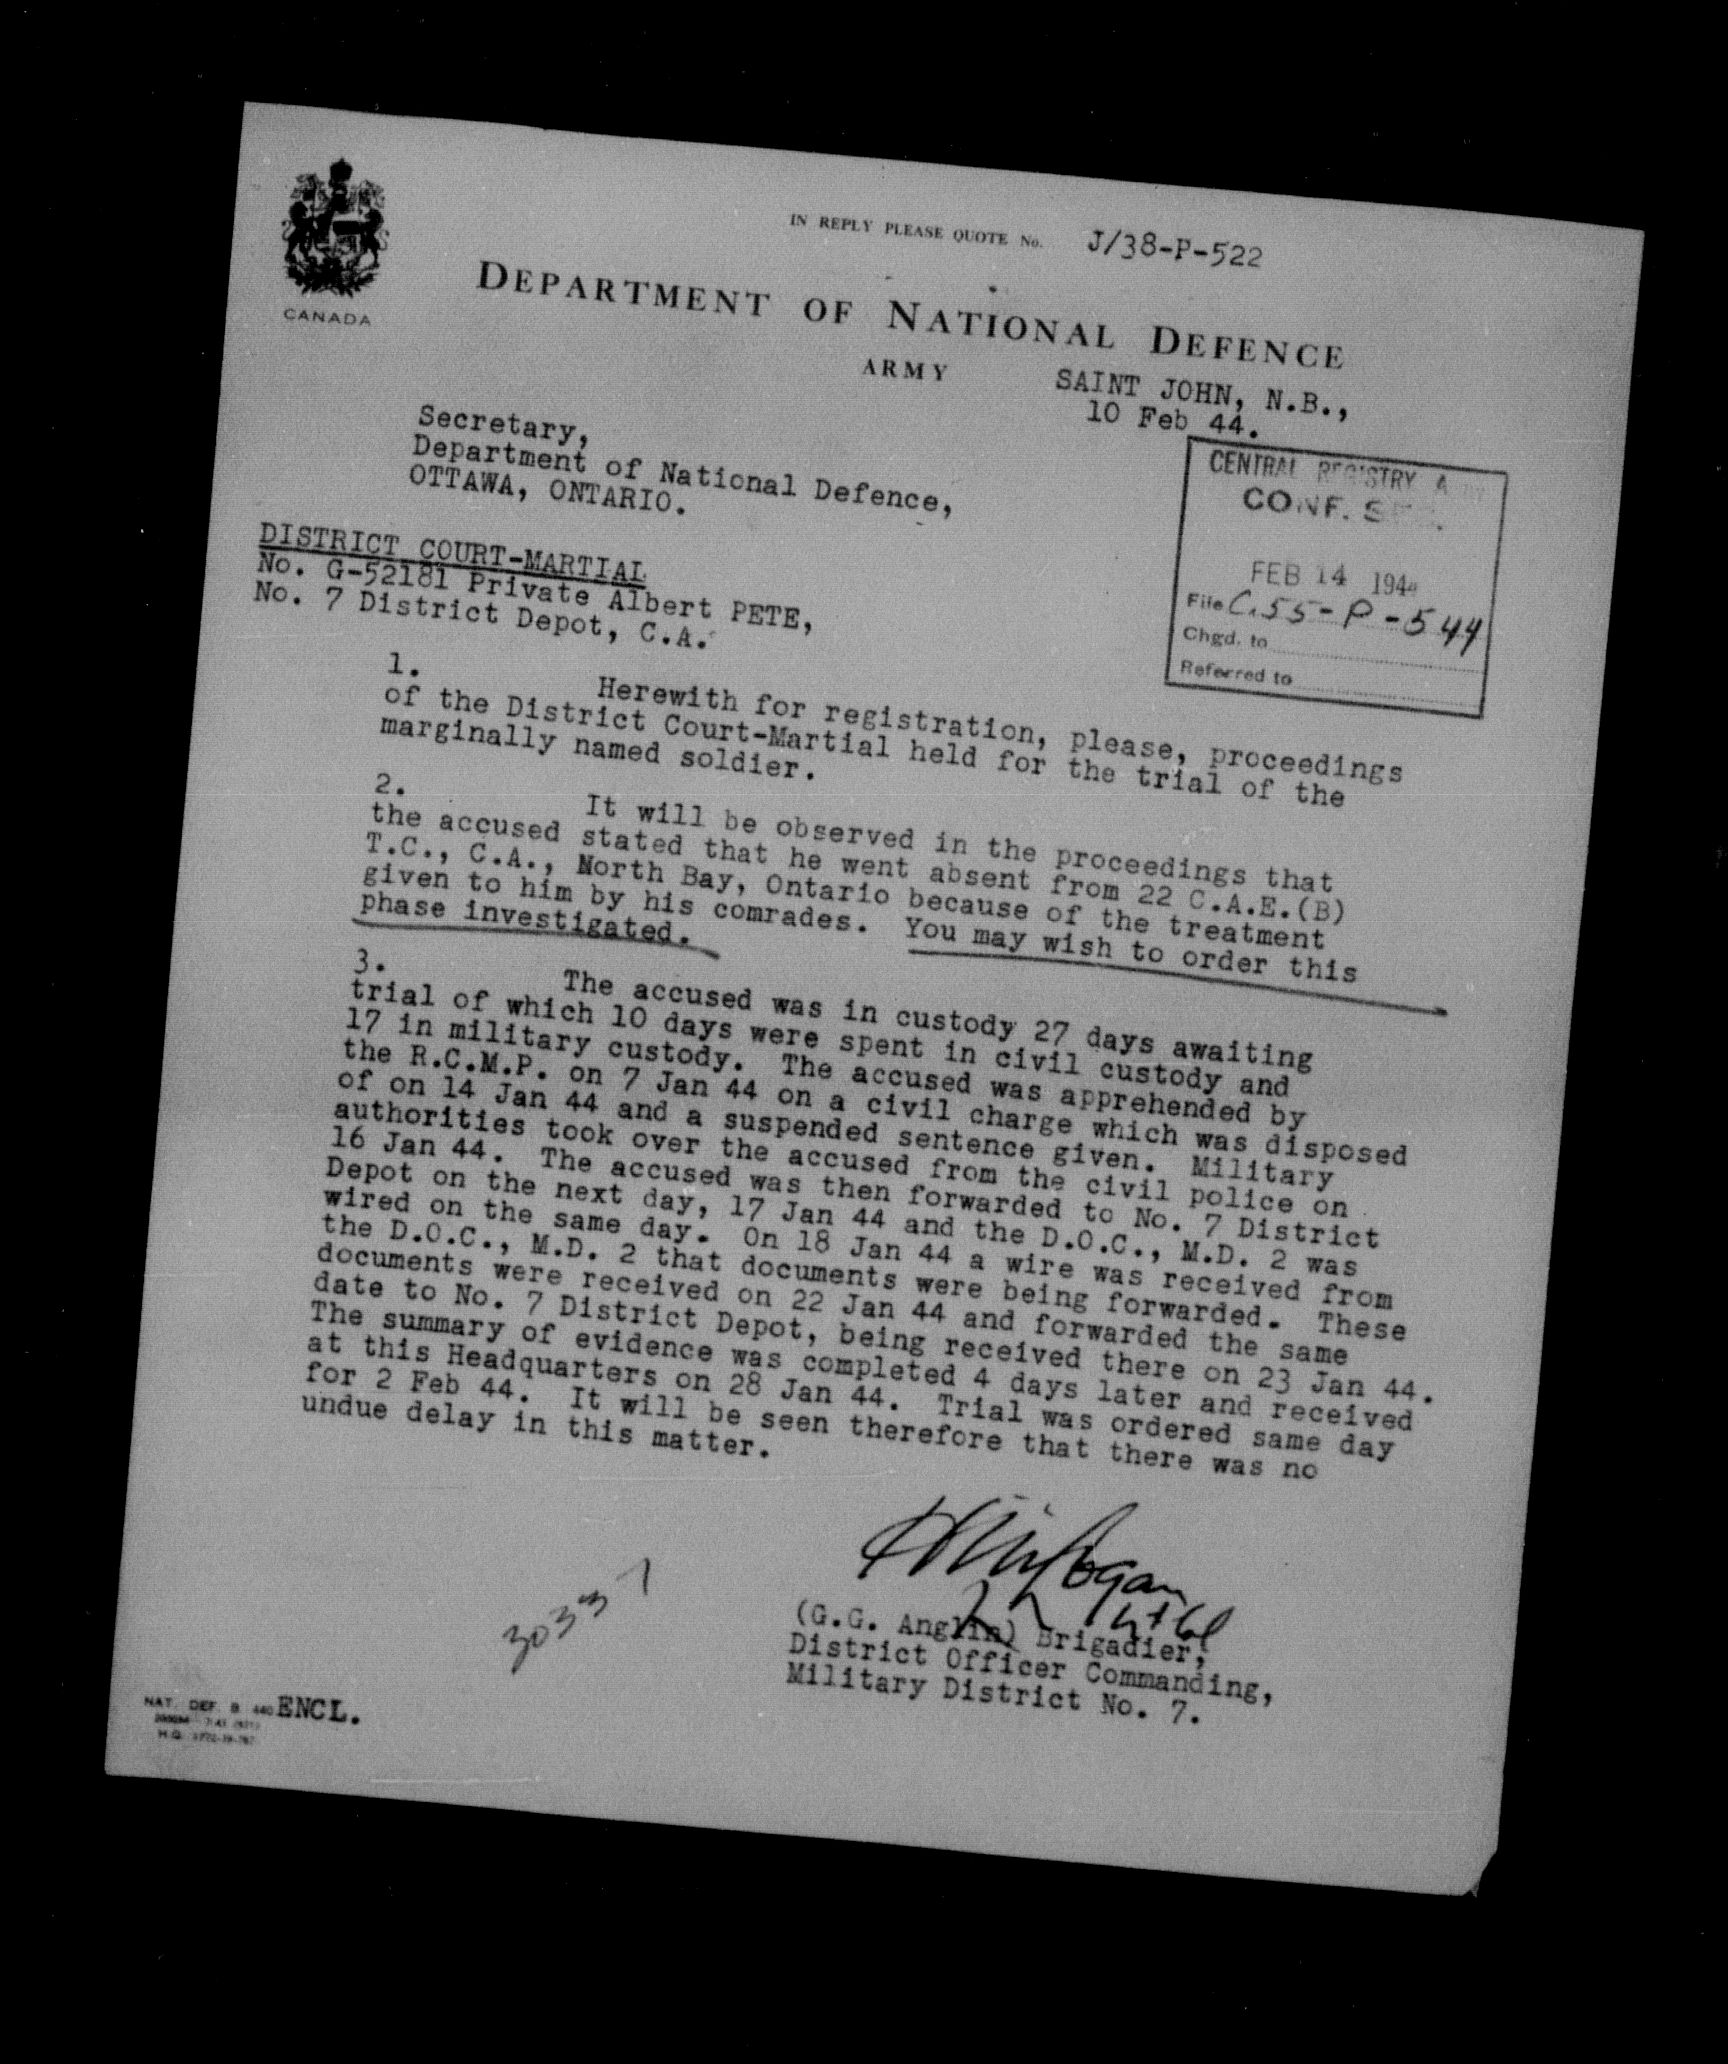 IN REPLY PLEASE QUOTE No. J/38-P-522
CANADA
DEPARTMENT OF NATIONAL DEFENCE
ARMY
SAINT JOHN, N.B.,
10 Feb 44.
Secretary,
Department of National Defence,
OTTAWA, ONTARIO.
CENTRAL REGISTRY
CONF.
FEB 14 194
File C.55-P-544
Chgd. to
Referred to
DISTRICT COURT-MARTIAL
No. G-52181 Private Albert PETE,
No. 7 District Depot, C.A.
1. Herewith for registration, please, proceedings
of the District Court-Martial held for the trial of the
marginally named soldier.
2. It will be observed in the proceedings that
the accused stated that he went absent from 22 C.A.E.(B)
T.C., C.A., North Bay, Ontario because of the treatment
given to him by his comrades. You may wish to order this
phase investigated.
3. The accused was in custody 27 days awaiting
trial of which 10 days were spent in civil custody and
17 in military custody. The accused was apprehended by
the R.C.M.P. on 7 Jan 44 on a civil charge which was disposed
of on 14 Jan 44 and a suspended sentence given. Military
authorities took over the accused from the civil police on
16 Jan 44. The accused was then forwarded to No. 7 District
Depot on the next day, 17 Jan 44 and the D.O.C., M.D. 2 was
wired on the same day. On 18 Jan 44 a wire was received from
the D.O.C., M.D. 2 that documents were being forwarded. These
documents were received on 22 Jan 44 and forwarded the same
date to No. 7 District Depot, being received there on 23 Jan 44.
The summary of evidence was completed 4 days later and received
at this Headquarters on 28 Jan 44. Trial was ordered same day
for 2 Feb 44. It will be seen therefore that there was no
undue delay in this matter.
(G.G. Anglin) Brigadier,
District Officer Commanding,
Military District No. 7.
3033
NAT. DEF. B 440
ENCL.